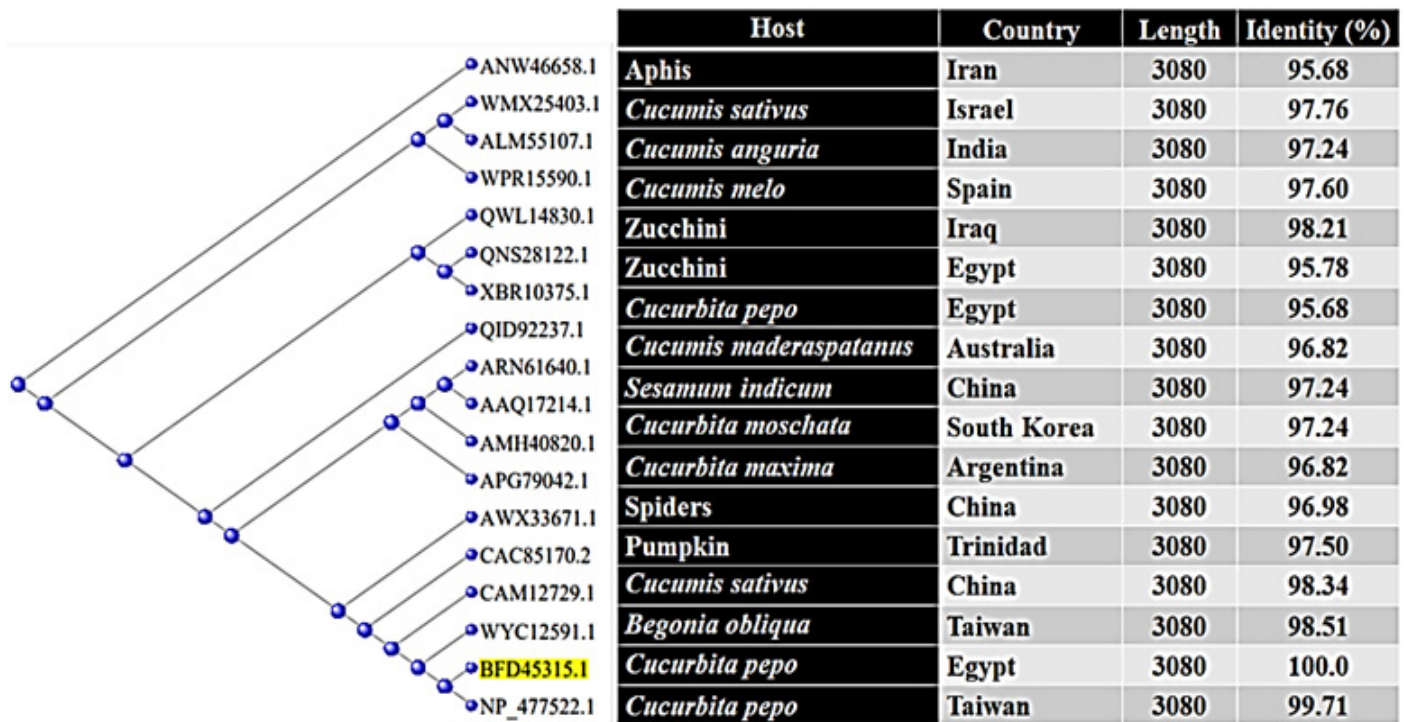 ANW46658.1
WMX25403.1
ALM55107.1
WPR15590.1
QWL14830.1
QNS28122.1
XBR10375.1
QID92237.1
ARN61640.1
AAQ17214.1
AMH40820.1
APG79042.1
AWX33671.1
CAC85170.2
CAM12729.1
WYC12591.1
BFD45315.1
NP_477522.1
Host Country Length Identity (%)
Aphis Iran 3080 95.68
Cucumis sativus Israel 3080 97.76
Cucumis anguria India 3080 97.24
Cucumis melo Spain 3080 97.60
Zucchini Iraq 3080 98.21
Zucchini Egypt 3080 95.78
Cucurbita pepo Egypt 3080 95.68
Cucumis maderaspatanus Australia 3080 96.82
Sesamum indicum China 3080 97.24
Cucurbita moschata South Korea 3080 97.24
Cucurbita maxima Argentina 3080 96.82
Spiders China 3080 96.98
Pumpkin Trinidad 3080 97.50
Cucumis sativus China 3080 98.34
Begonia obliqua Taiwan 3080 98.51
Cucurbita pepo Egypt 3080 100.0
Cucurbita pepo Taiwan 3080 99.71